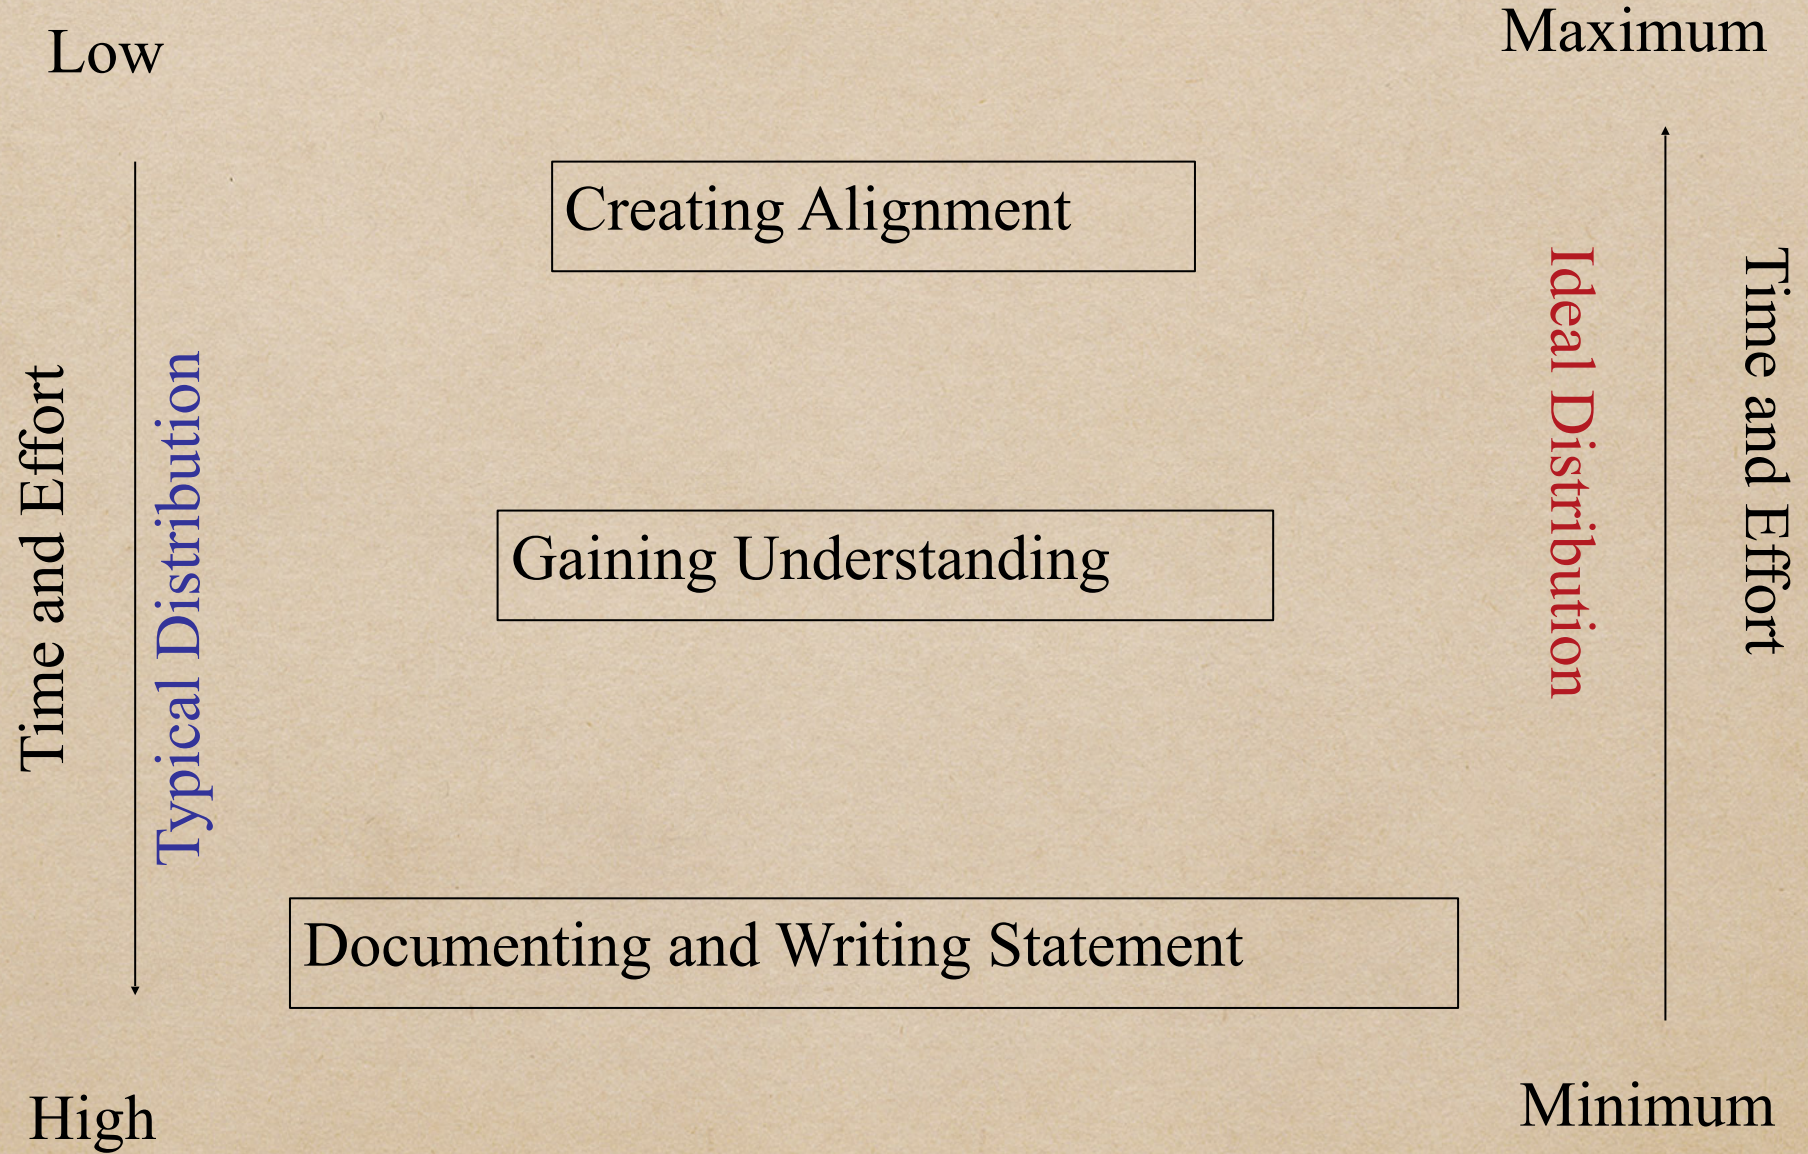 Low
Maximum
Creating Alignment
Time and Effort
Typical Distribution
Gaining Understanding
Ideal Distribution
Time and Effort
Documenting and Writing Statement
High
Minimum